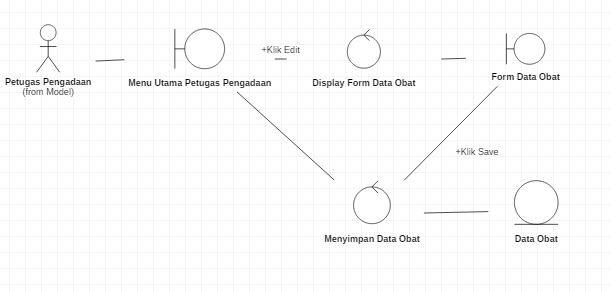 Petugas Pengadaan
(from Model)
Menu Utama Petugas Pengadaan
+Klik Edit
Display Form Data Obat
Form Data Obat
+Klik Save
Menyimpan Data Obat
Data Obat